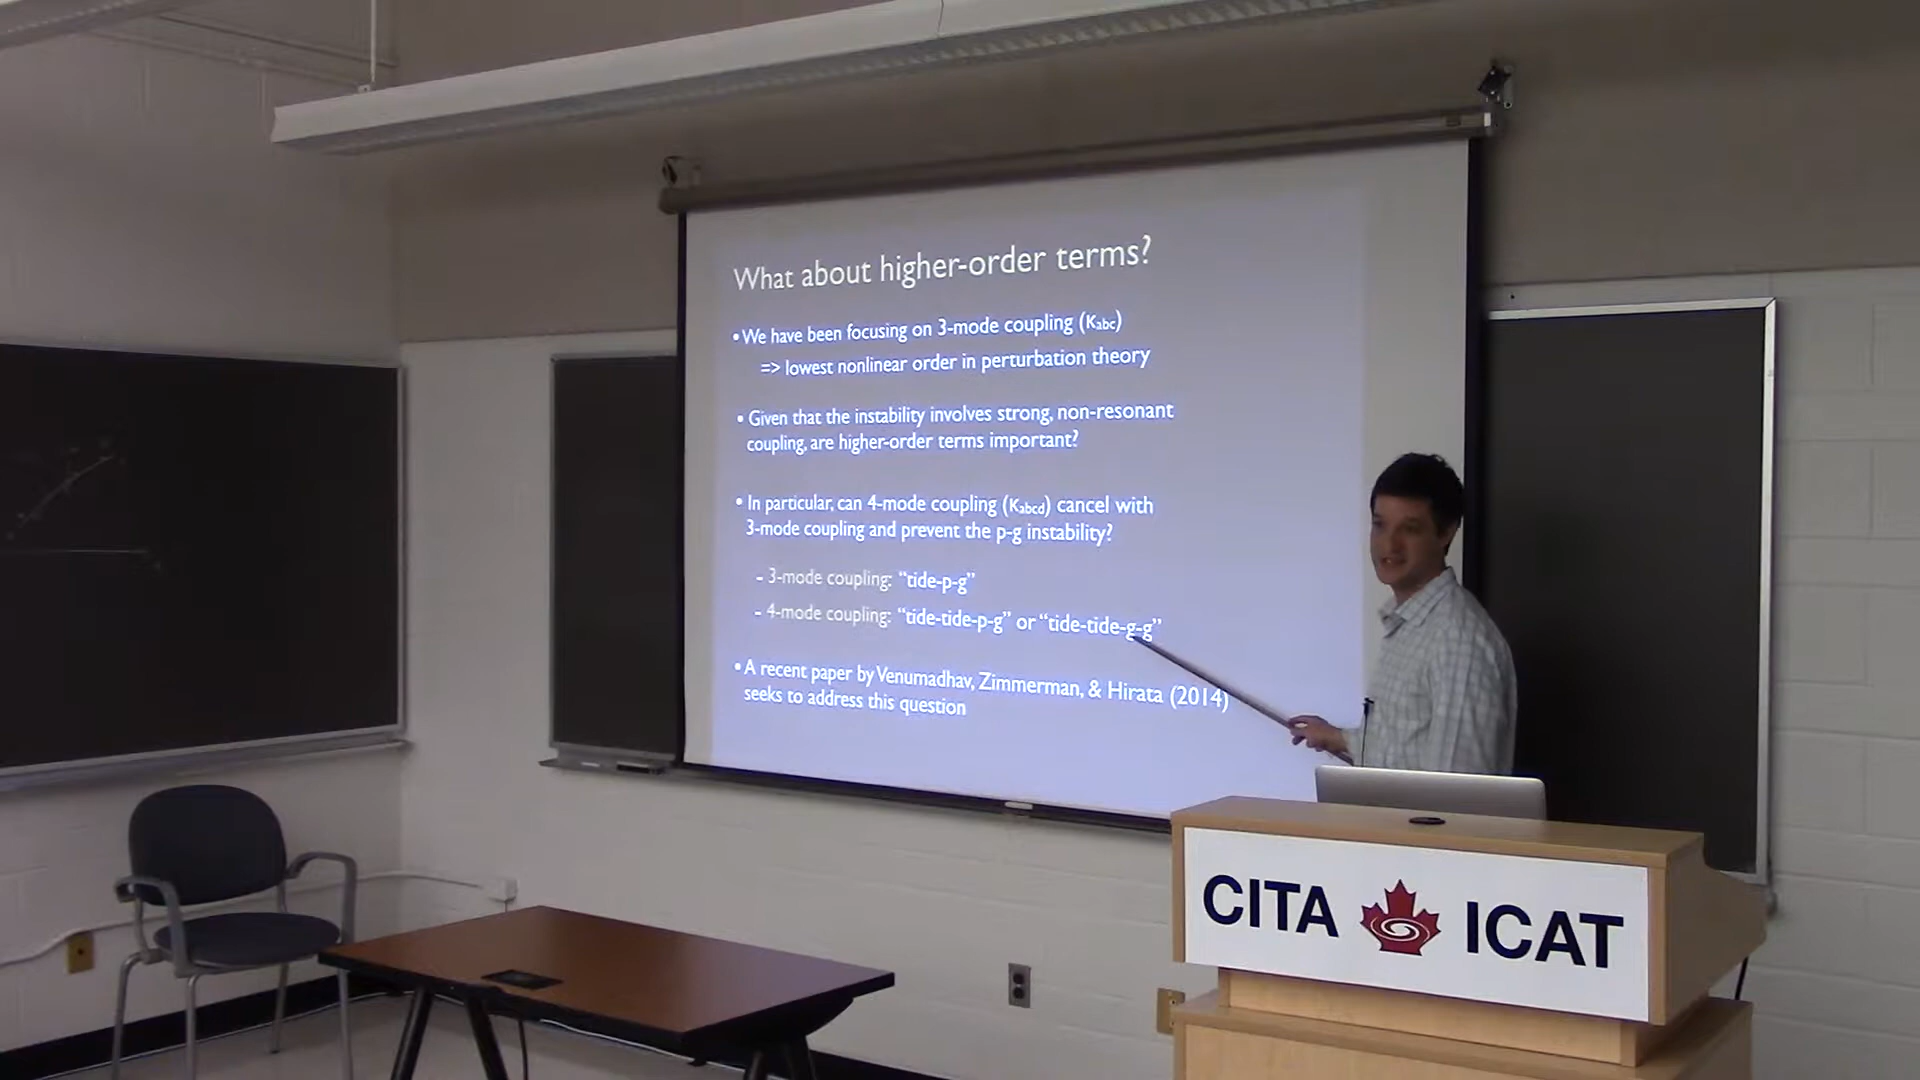 What about higher-order terms?
• We have been focusing on 3-mode coupling (κabc)
=> lowest nonlinear order in perturbation theory
• Given that the instability involves strong, non-resonant
coupling, are higher-order terms important?
• In particular, can 4-mode coupling (κabcd) cancel with
3-mode coupling and prevent the p-g instability?
- 3-mode coupling: “tide-p-g”
- 4-mode coupling: “tide-tide-p-g” or “tide-tide-g-g”
• A recent paper by Venumadhav, Zimmerman, & Hirata (2014)
seeks to address this question
CITA ICAT